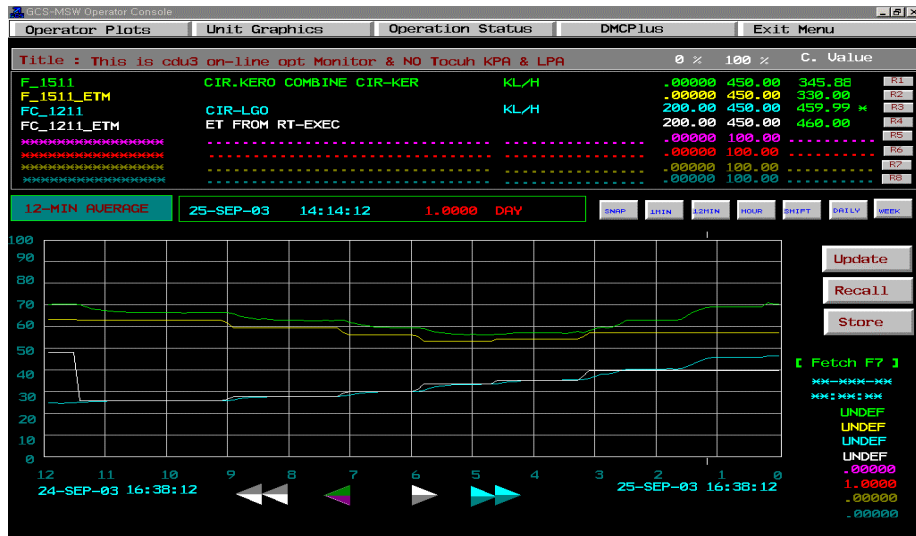 GCS-MSW Operator Console
Operator Plots Unit Graphics Operation Status DMCPlus Exit Menu
Title : This is cdu3 on-line opt Monitor & NO Tocuh KPA & LPA 0 % 100 % C. Value
F_1511 CIR.KERO COMBINE CIR-KER KL/H .00000 450.00 345.88 R1
F_1511_ETM .00000 450.00 330.00 R2
FC_1211 CIR-LGO KL/H 200.00 450.00 459.99 * R3
FC_1211_ETM ET FROM RT-EXEC 200.00 450.00 460.00 R4
.00000 100.00 R5
.00000 100.00 R6
.00000 100.00 R7
.00000 100.00 R8
12-MIN AVERAGE 25-SEP-03 14:14:12 1.0000 DAY SNAP 1MIN 12MIN HOUR SHIFT DAILY WEEK
100
90
80
70
60
50
40
30
20
10
0
12 11 10 9 8 7 6 5 4 3 2 1 0
24-SEP-03 16:38:12 25-SEP-03 16:38:12
Update
Recall
Store
[ Fetch F7 ]
**-***-**
**:**:**
UNDEF
UNDEF
UNDEF
UNDEF
.00000
1.0000
.00000
.00000